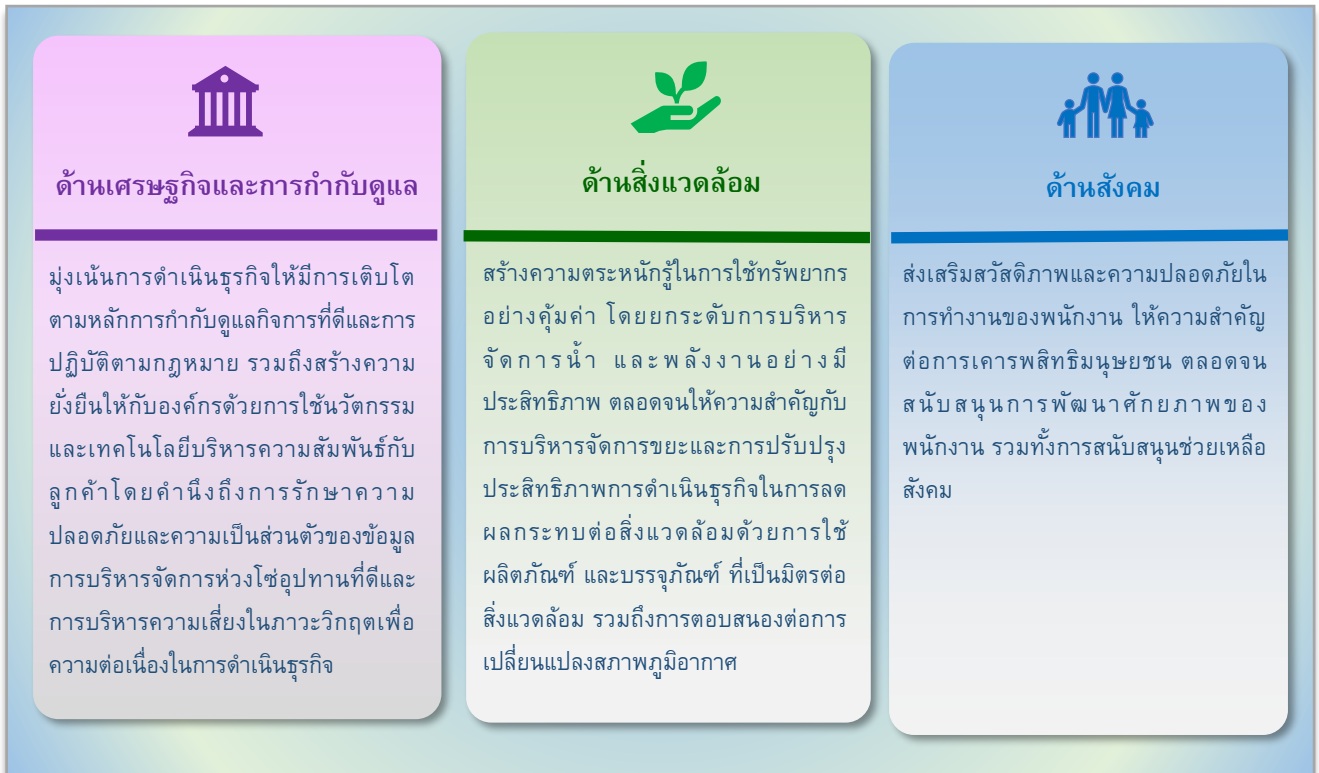 ด้านเศรษฐกิจและการกำกับดูแล
มุ่งเน้นการดำเนินธุรกิจให้มีการเติบโต
ตามหลักการกำกับดูแลกิจการที่ดีและการ
ปฏิบัติตามกฎหมาย รวมถึงสร้างความ
ยั่งยืนให้กับองค์กรด้วยการใช้นวัตกรรม
และเทคโนโลยีบริหารความสัมพันธ์กับ
ลูกค้าโดยคำนึงถึงการรักษาความ
ปลอดภัยและความเป็นส่วนตัวของข้อมูล
การบริหารจัดการห่วงโซ่อุปทานที่ดีและ
การบริหารความเสี่ยงในภาวะวิกฤตเพื่อ
ความต่อเนื่องในการดำเนินธุรกิจ
ด้านสิ่งแวดล้อม
สร้างความตระหนักรู้ในการใช้ทรัพยากร
อย่างคุ้มค่า โดยยกระดับการบริหาร
จัดการน้ำ และพลังงานอย่างมี
ประสิทธิภาพ ตลอดจนให้ความสำคัญกับ
การบริหารจัดการขยะและการปรับปรุง
ประสิทธิภาพการดำเนินธุรกิจในการลด
ผลกระทบต่อสิ่งแวดล้อมด้วยการใช้
ผลิตภัณฑ์ และบรรจุภัณฑ์ ที่เป็นมิตรต่อ
สิ่งแวดล้อม รวมถึงการตอบสนองต่อการ
เปลี่ยนแปลงสภาพภูมิอากาศ
ด้านสังคม
ส่งเสริมสวัสดิภาพและความปลอดภัยใน
การทำงานของพนักงาน ให้ความสำคัญ
ต่อการเคารพสิทธิมนุษยชน ตลอดจน
สนับสนุนการพัฒนาศักยภาพของ
พนักงาน รวมทั้งการสนับสนุนช่วยเหลือ
สังคม